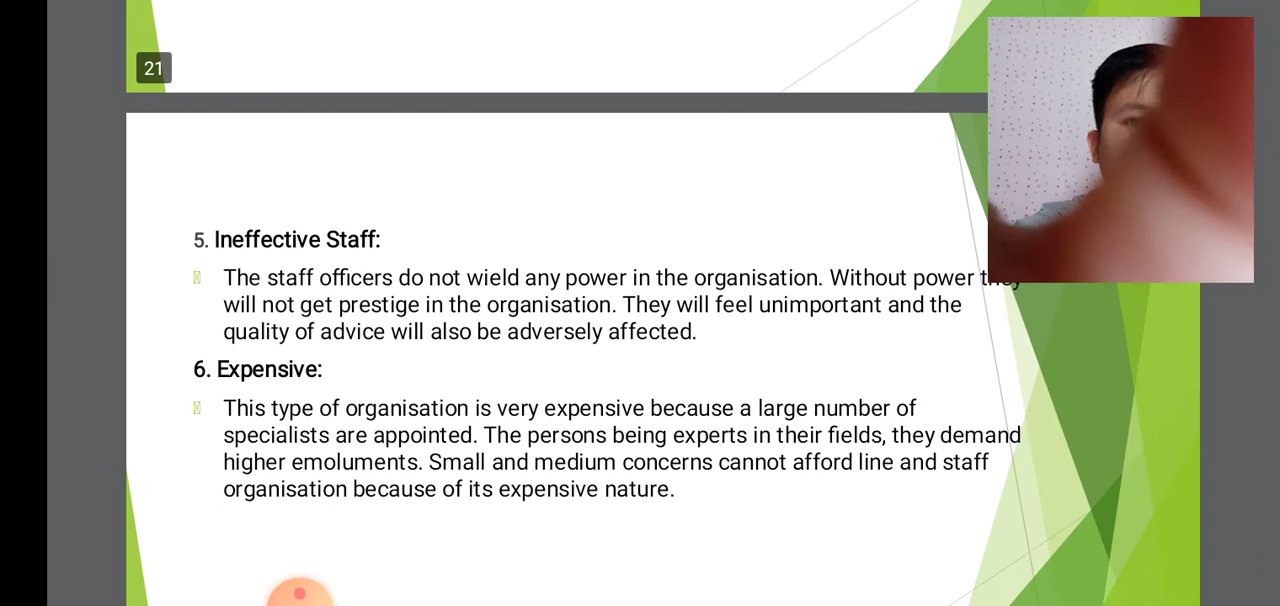 21
5. Ineffective Staff:
The staff officers do not wield any power in the organisation. Without power they
will not get prestige in the organisation. They will feel unimportant and the
quality of advice will also be adversely affected.
6. Expensive:
This type of organisation is very expensive because a large number of
specialists are appointed. The persons being experts in their fields, they demand
higher emoluments. Small and medium concerns cannot afford line and staff
organisation because of its expensive nature.